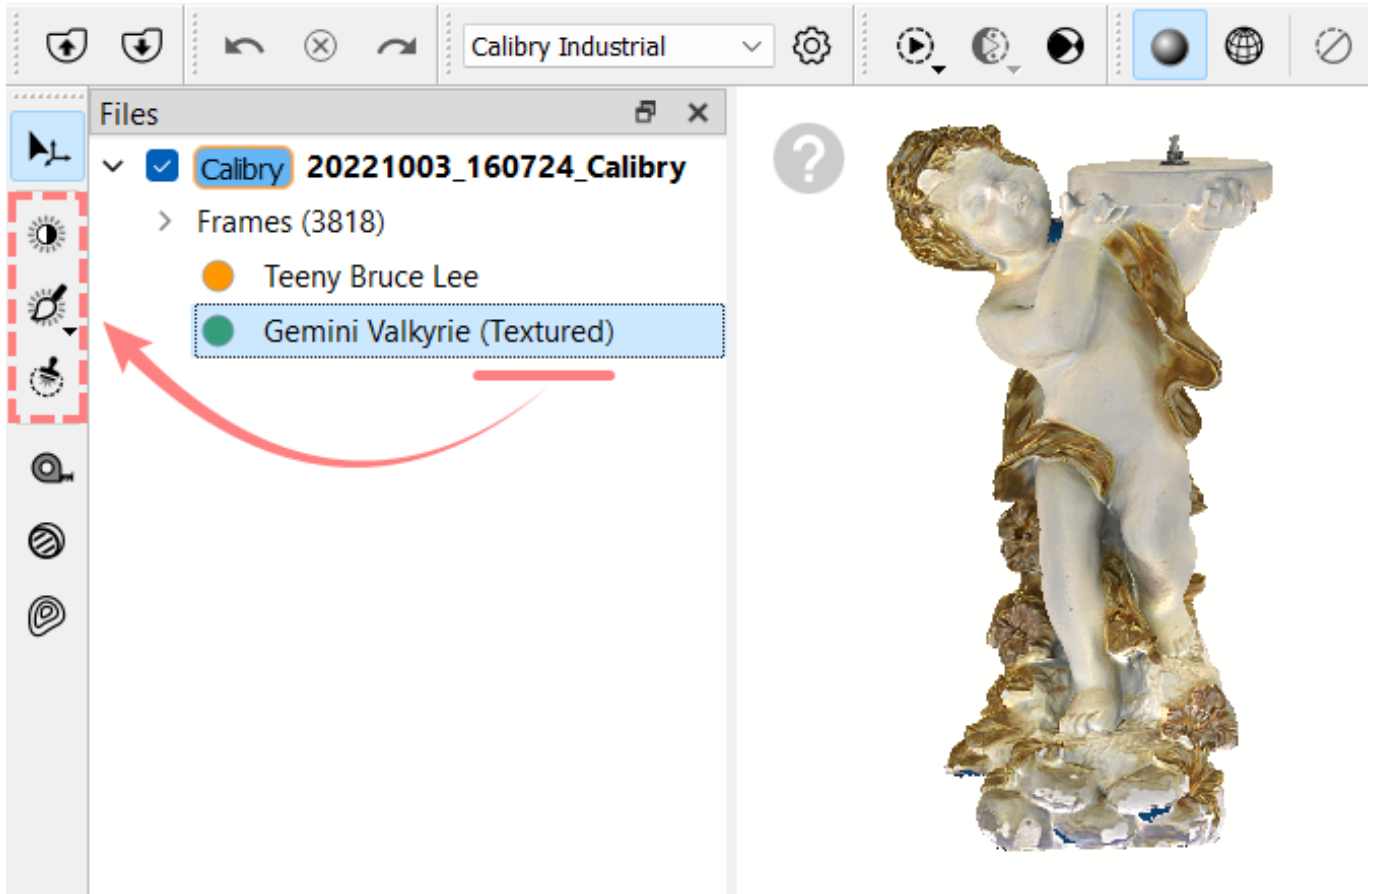 Calibry Industrial
Files
Calibry 20221003_160724_Calibry
Frames (3818)
Teeny Bruce Lee
Gemini Valkyrie (Textured)
?